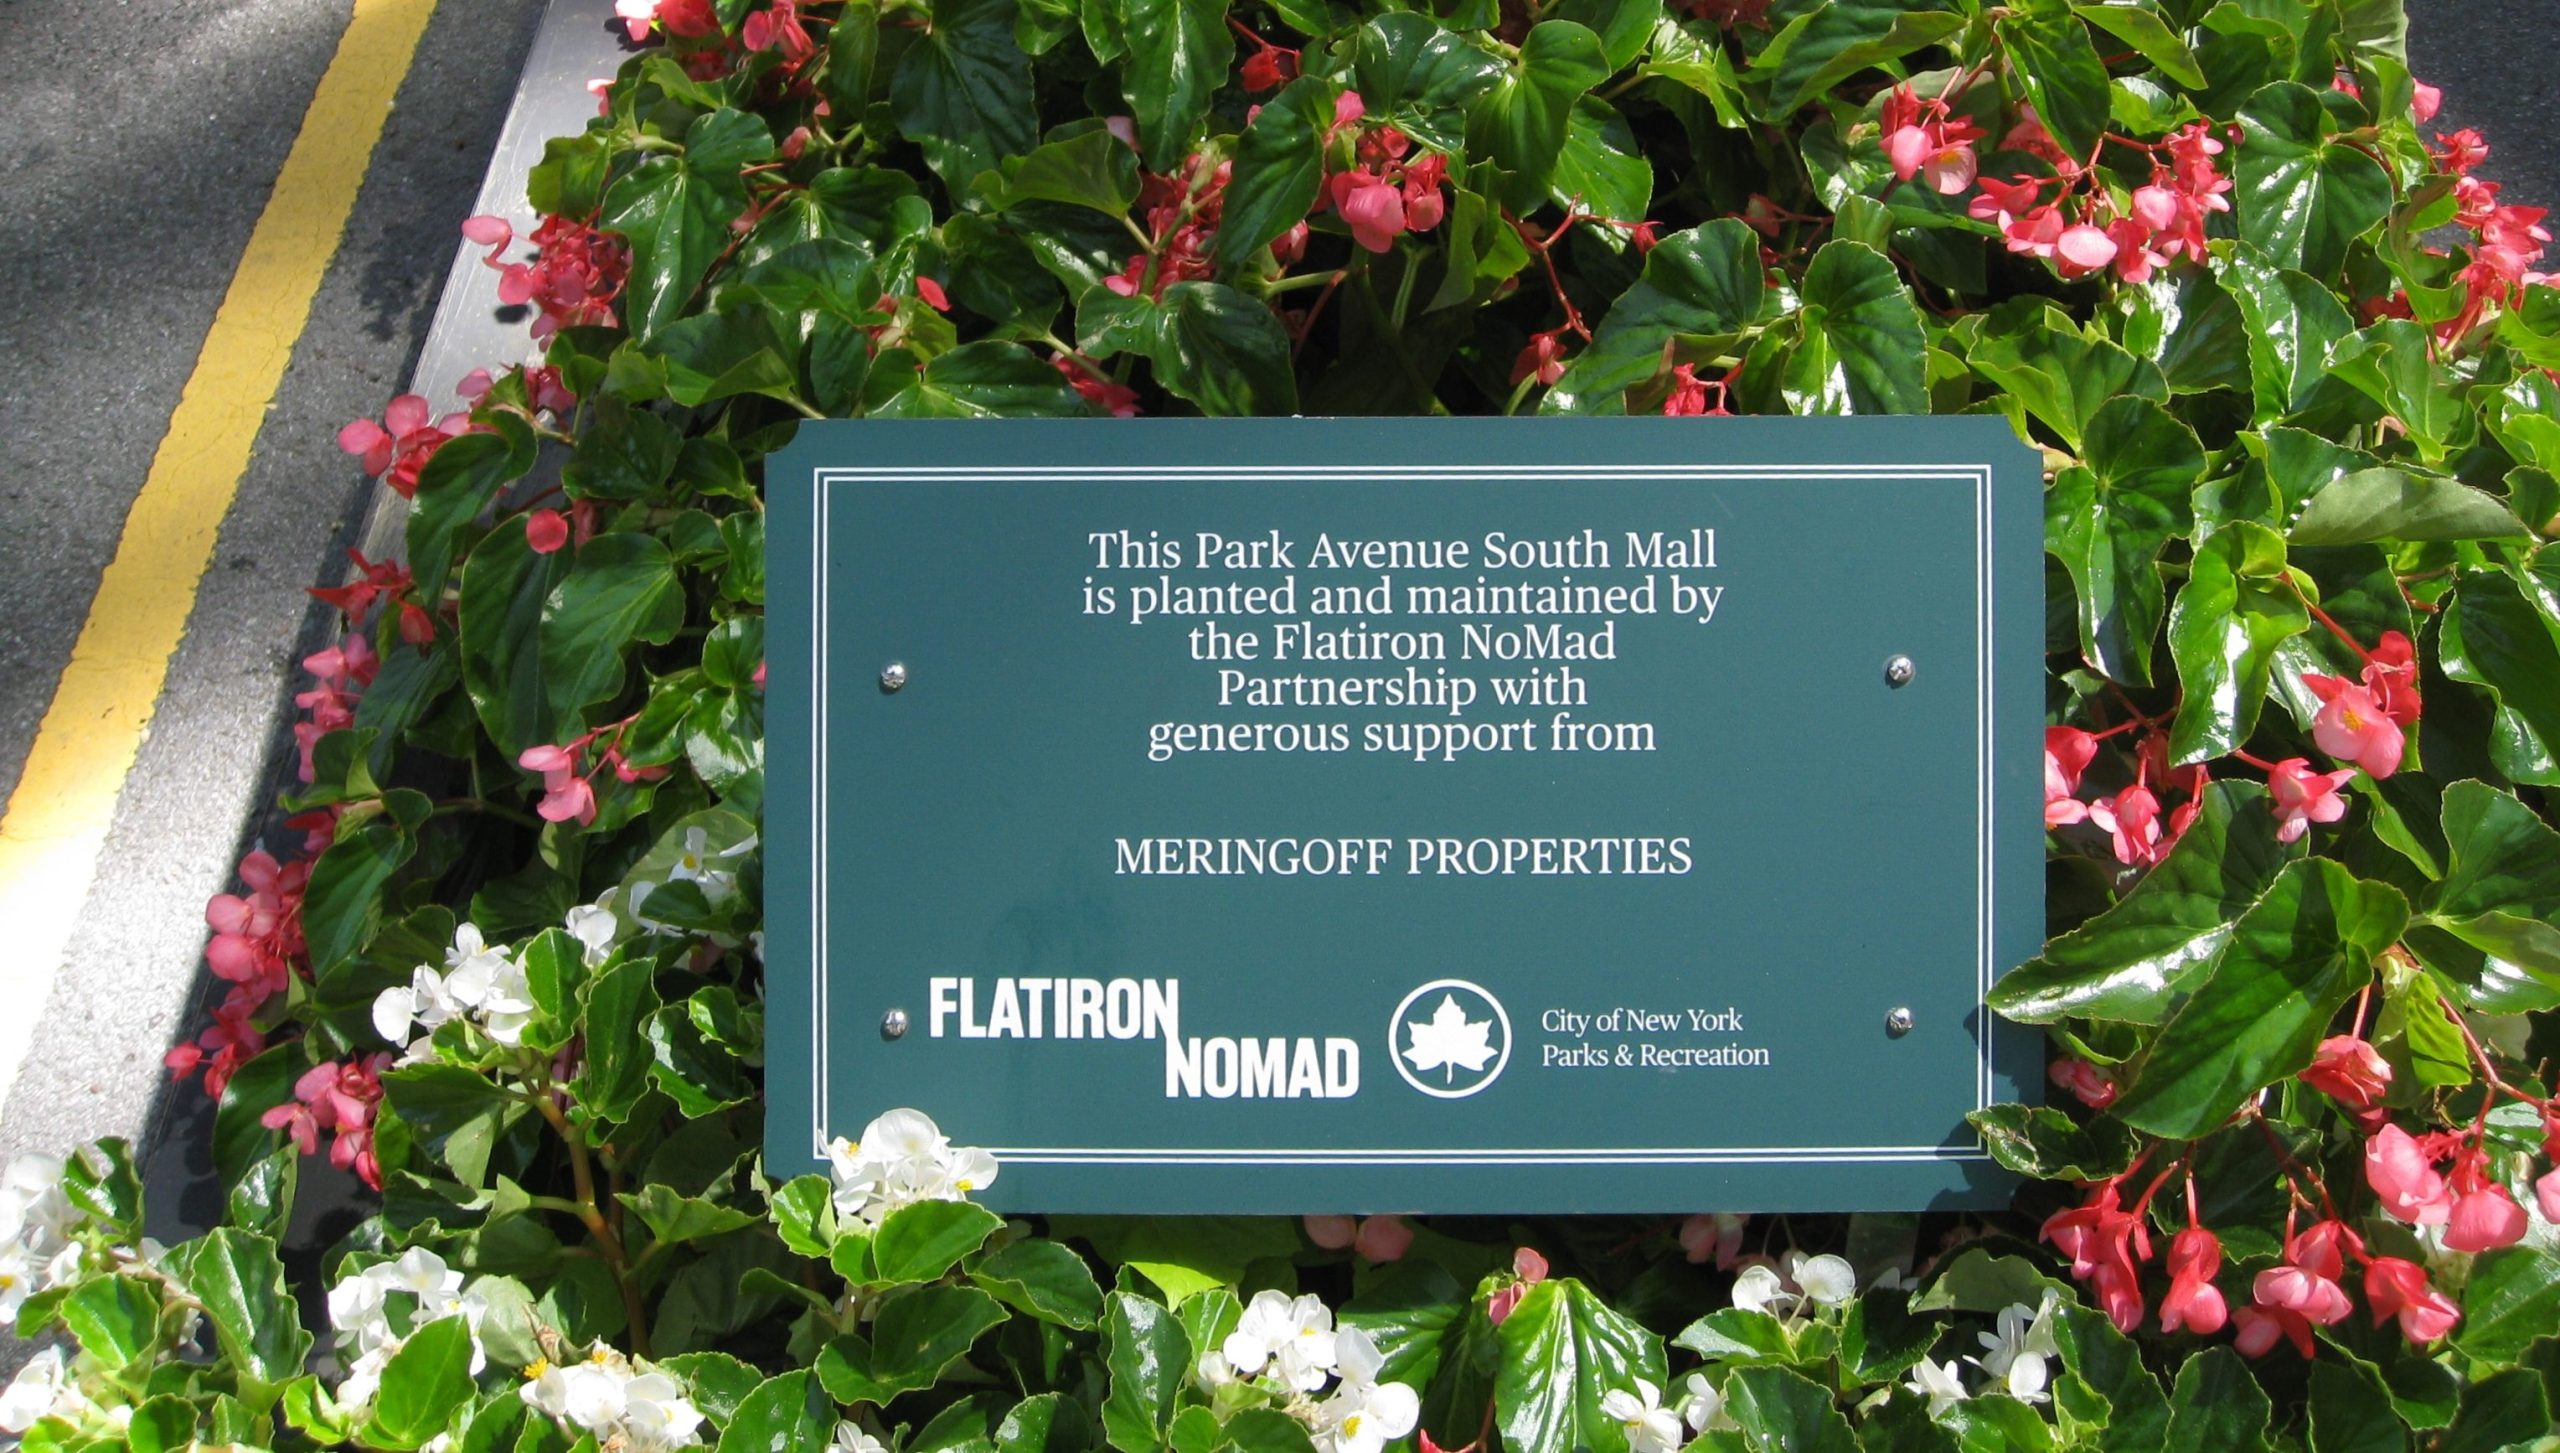 This Park Avenue South Mall
is planted and maintained by
the Flatiron NoMad
Partnership with
generous support from
MERINGOFF PROPERTIES
FLATIRON
NOMAD
City of New York
Parks & Recreation